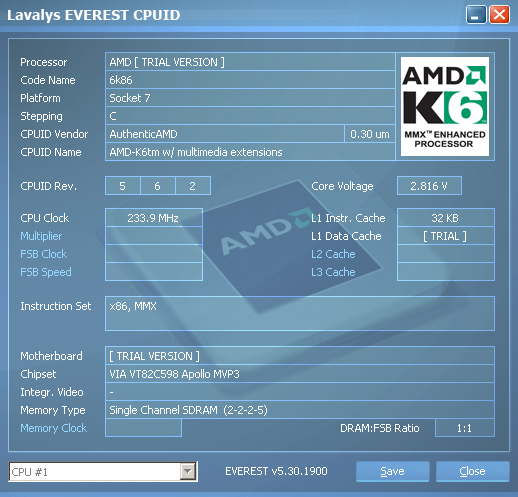 Lavalys EVEREST CPUID
Processor AMD [ TRIAL VERSION ]
Code Name 6k86
Platform Socket 7
Stepping C
CPUID Vendor AuthenticAMD 0.30 um
CPUID Name AMD-K6tm w/ multimedia extensions
AMD
K6
MMX™ ENHANCED
PROCESSOR
CPUID Rev. 5 6 2 Core Voltage 2.816 V
CPU Clock 233.9 MHz L1 Instr. Cache 32 KB
Multiplier L1 Data Cache [ TRIAL ]
FSB Clock L2 Cache
FSB Speed L3 Cache
AMD
Instruction Set x86, MMX
Motherboard [ TRIAL VERSION ]
Chipset VIA VT82C598 Apollo MVP3
Integr. Video -
Memory Type Single Channel SDRAM (2-2-2-5)
Memory Clock DRAM:FSB Ratio 1:1
CPU #1 EVEREST v5.30.1900 Save Close